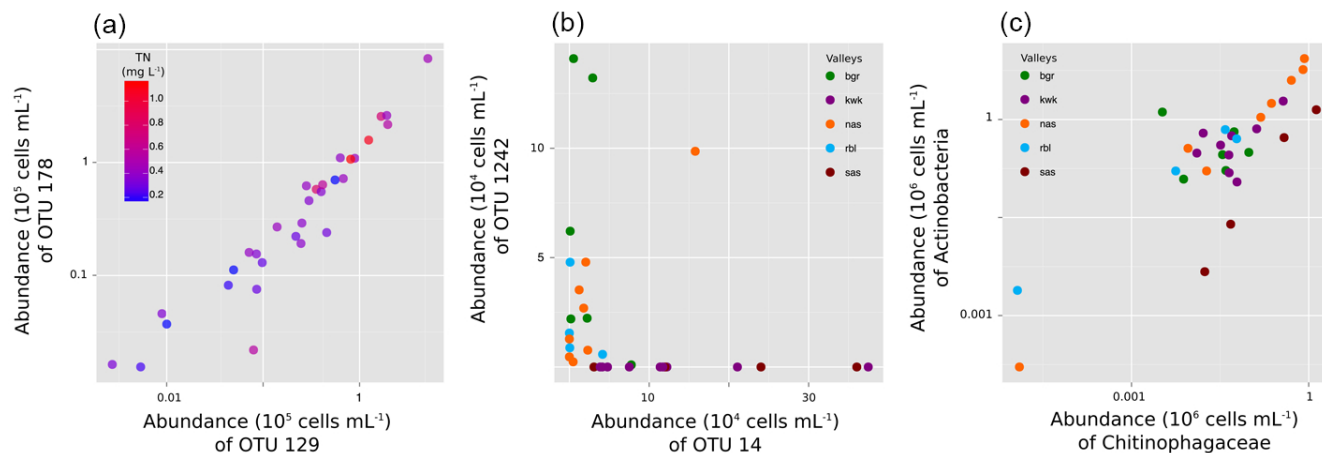 (a)
TN
(mg L⁻¹)
1.0
0.8
0.6
0.4
0.2
1
0.1
Abundance (10⁵ cells mL⁻¹)
of OTU 178
0.01
1
Abundance (10⁵ cells mL⁻¹)
of OTU 129
(b)
Valleys
bgr
kwk
nas
rbl
sas
10
5
Abundance (10⁴ cells mL⁻¹)
of OTU 1242
10
30
Abundance (10⁴ cells mL⁻¹)
of OTU 14
(c)
Valleys
bgr
kwk
nas
rbl
sas
1
0.001
Abundance (10⁶ cells mL⁻¹)
of Actinobacteria
0.001
1
Abundance (10⁶ cells mL⁻¹)
of Chitinophagaceae